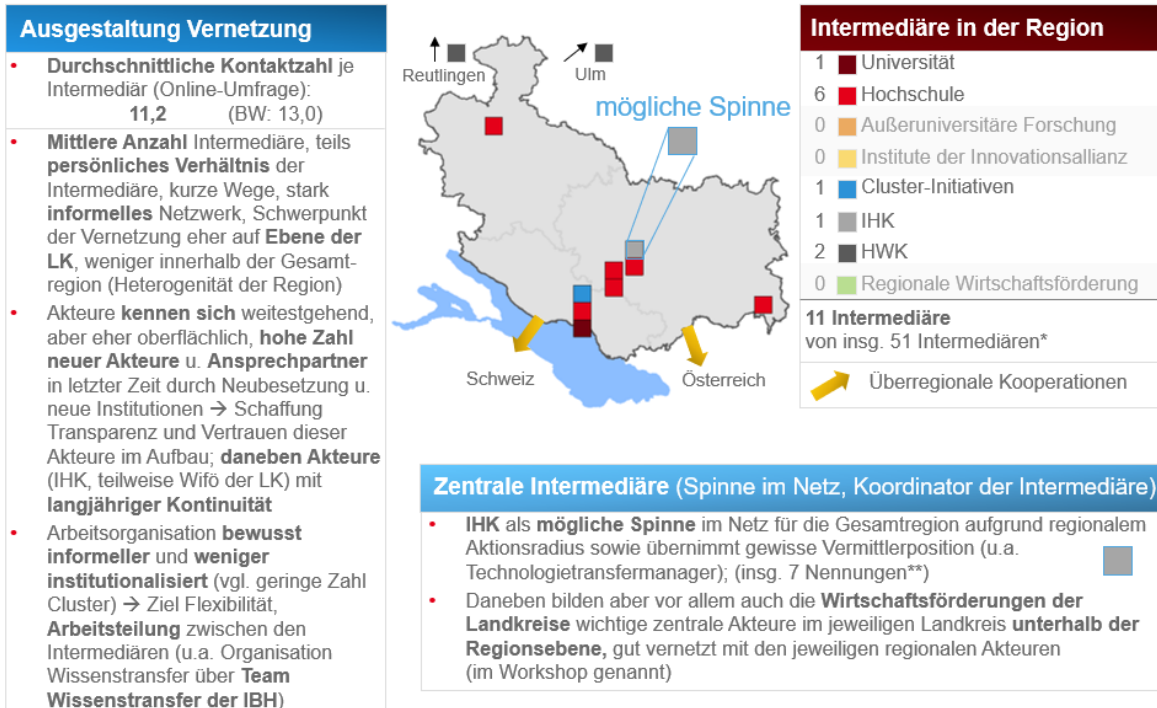 Ausgestaltung Vernetzung
• Durchschnittliche Kontaktzahl je
Intermediär (Online-Umfrage):
11,2 (BW: 13,0)
• Mittlere Anzahl Intermediäre, teils
persönliches Verhältnis der
Intermediäre, kurze Wege, stark
informelles Netzwerk, Schwerpunkt
der Vernetzung eher auf Ebene der
LK, weniger innerhalb der Gesamt-
region (Heterogenität der Region)
• Akteure kennen sich weitestgehend,
aber eher oberflächlich, hohe Zahl
neuer Akteure u. Ansprechpartner
in letzter Zeit durch Neubesetzung u.
neue Institutionen → Schaffung
Transparenz und Vertrauen dieser
Akteure im Aufbau; daneben Akteure
(IHK, teilweise Wifö der LK) mit
langjähriger Kontinuität
• Arbeitsorganisation bewusst
informeller und weniger
institutionalisiert (vgl. geringe Zahl
Cluster) → Ziel Flexibilität,
Arbeitsteilung zwischen den
Intermediären (u.a. Organisation
Wissenstransfer über Team
Wissenstransfer der IBH)
Reutlingen
Ulm
mögliche Spinne
Schweiz
Österreich
Intermediäre in der Region
1 Universität
6 Hochschule
0 Außeruniversitäre Forschung
0 Institute der Innovationsallianz
1 Cluster-Initiativen
1 IHK
2 HWK
0 Regionale Wirtschaftsförderung
11 Intermediäre
von insg. 51 Intermediären*
Überregionale Kooperationen
Zentrale Intermediäre (Spinne im Netz, Koordinator der Intermediäre)
• IHK als mögliche Spinne im Netz für die Gesamtregion aufgrund regionalem
Aktionsradius sowie übernimmt gewisse Vermittlerposition (u.a.
Technologietransfermanager); (insg. 7 Nennungen**)
• Daneben bilden aber vor allem auch die Wirtschaftsförderungen der
Landkreise wichtige zentrale Akteure im jeweiligen Landkreis unterhalb der
Regionsebene, gut vernetzt mit den jeweiligen regionalen Akteuren
(im Workshop genannt)